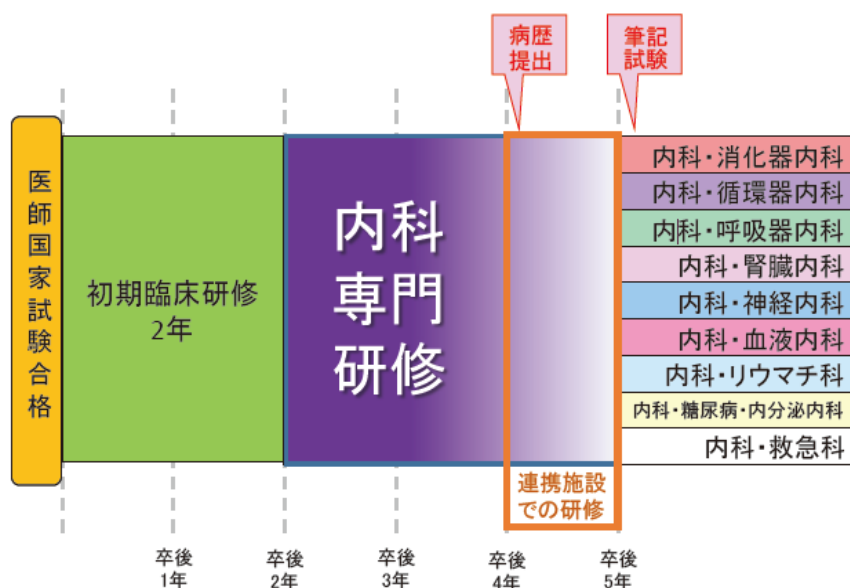 病歴
提出
筆記
試験
医師国家試験合格
初期臨床研修
2年
内科
専門
研修
内科・消化器内科
内科・循環器内科
内科・呼吸器内科
内科・腎臓内科
内科・神経内科
内科・血液内科
内科・リウマチ科
内科・糖尿病・内分泌内科
内科・救急科
連携施設
での研修
卒後
1年
卒後
2年
卒後
3年
卒後
4年
卒後
5年